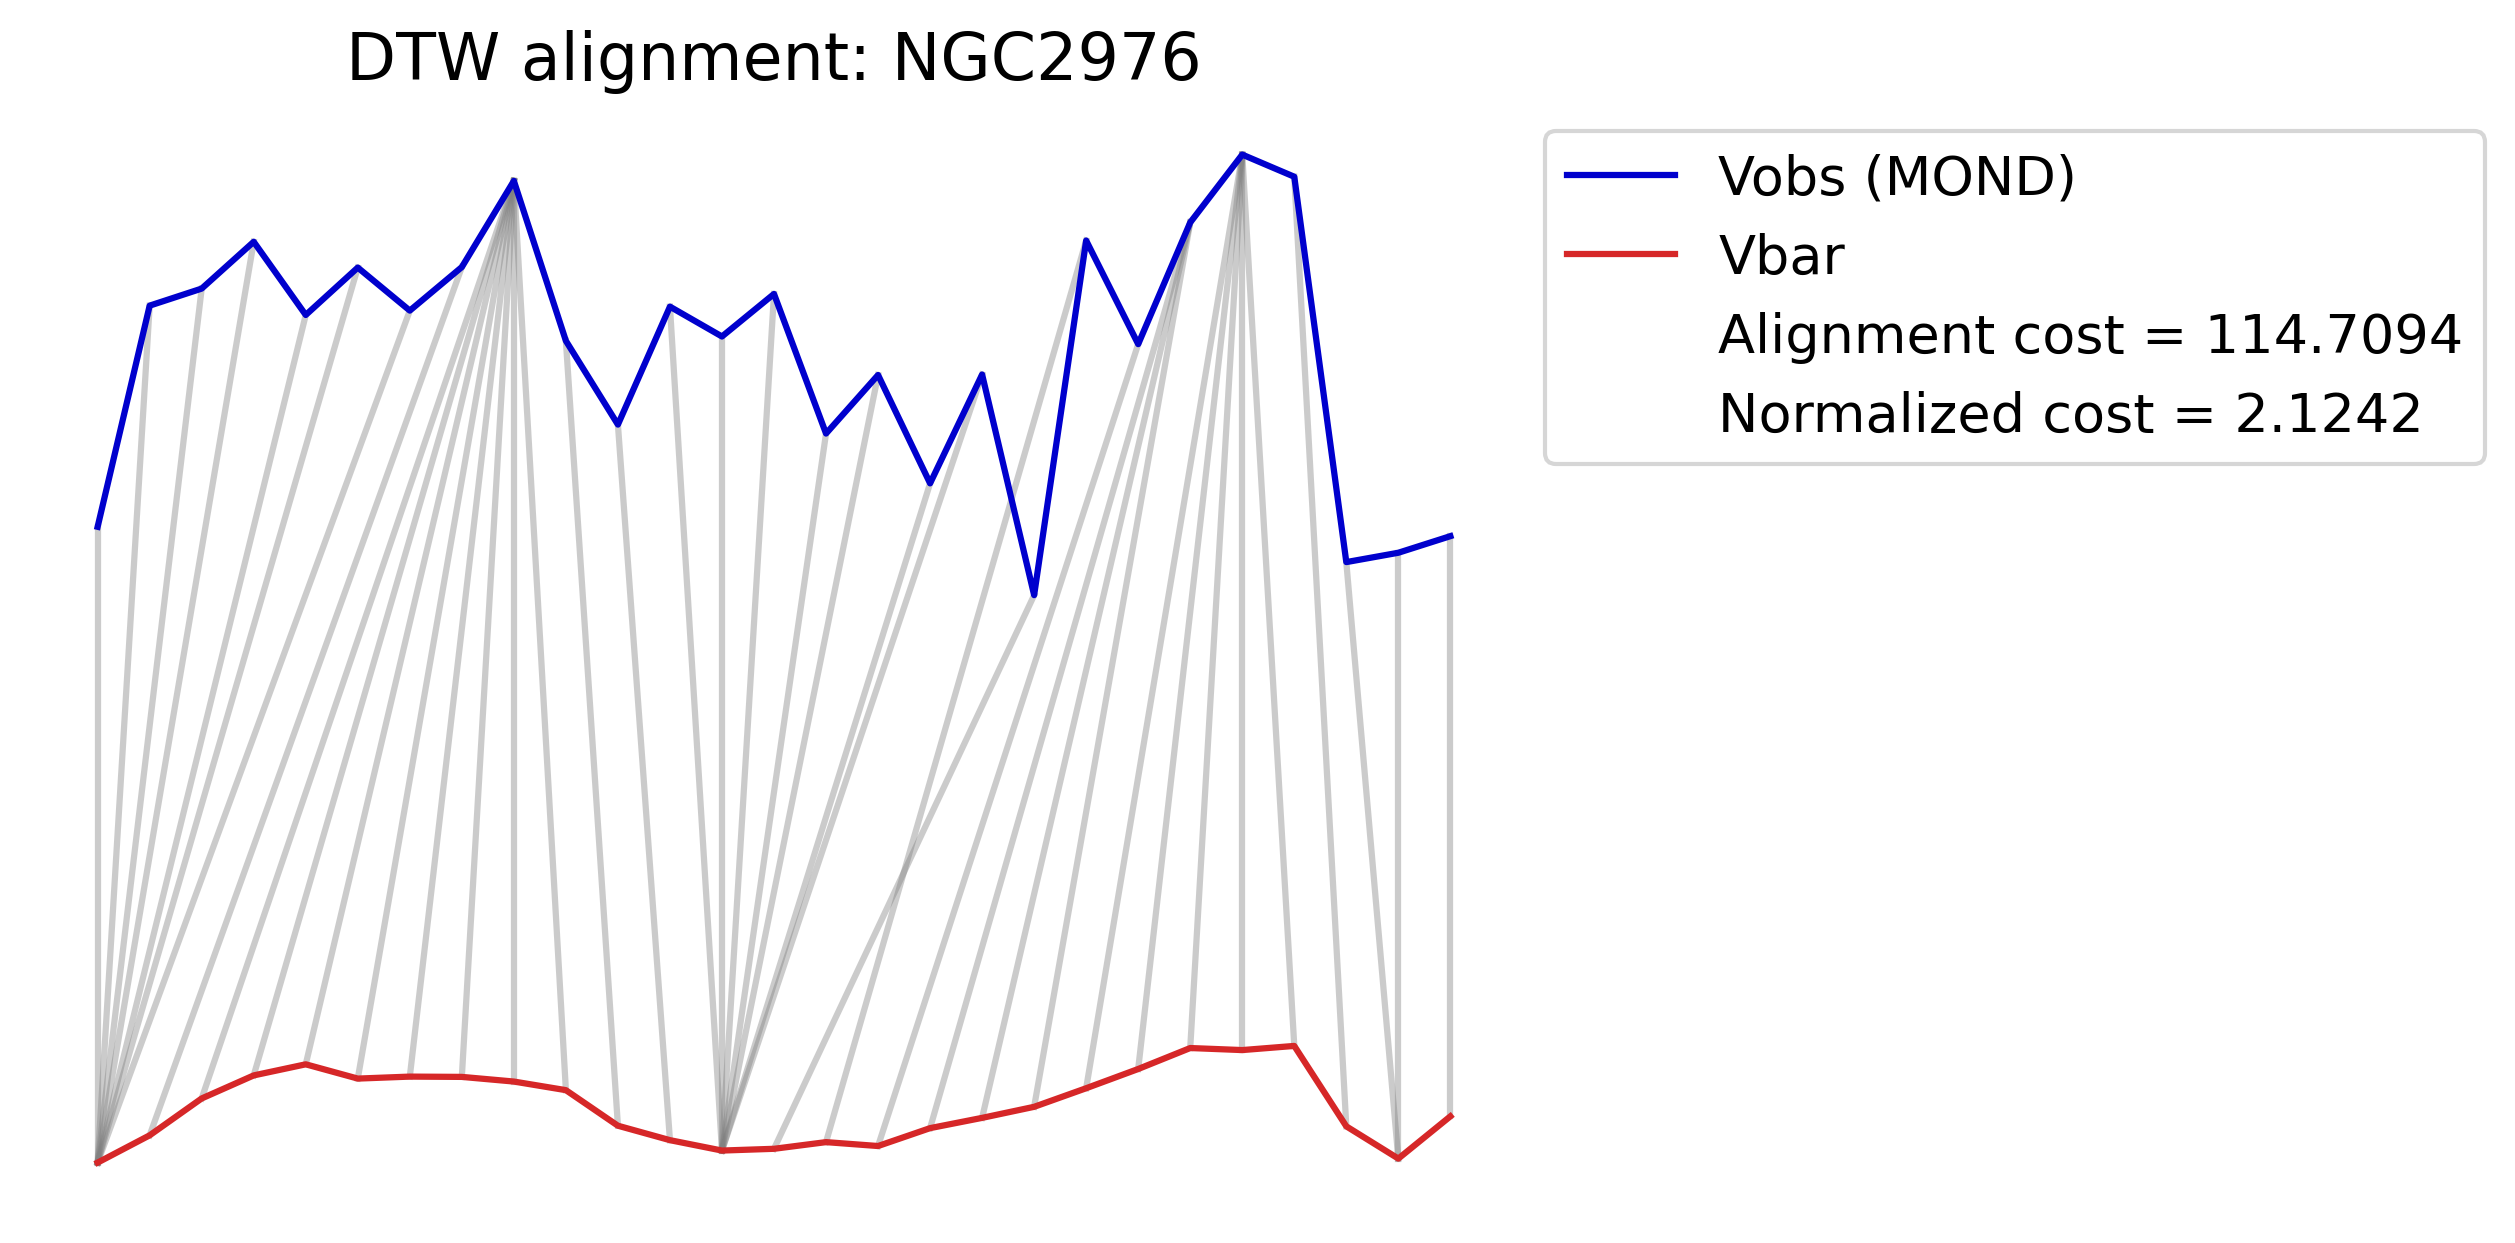 DTW alignment: NGC2976
Vobs (MOND)
Vbar
Alignment cost = 114.7094
Normalized cost = 2.1242